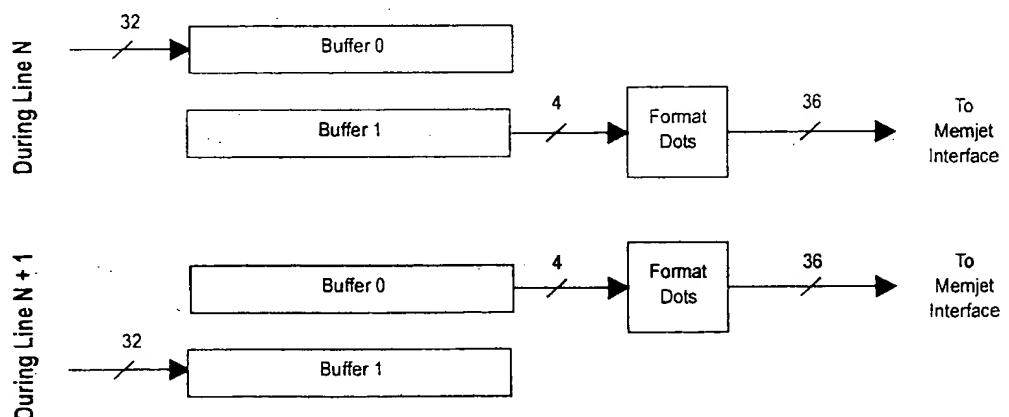 During Line N
32
Buffer 0
Buffer 1
4
Format
Dots
36
To
Memjet
Interface
During Line N + 1
Buffer 0
4
Format
Dots
36
To
Memjet
Interface
32
Buffer 1